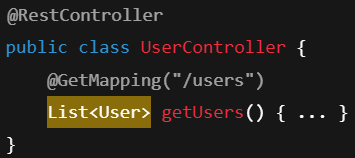 @RestController
public class UserController {
@GetMapping("/users")
List<User> getUsers() { ... }
}